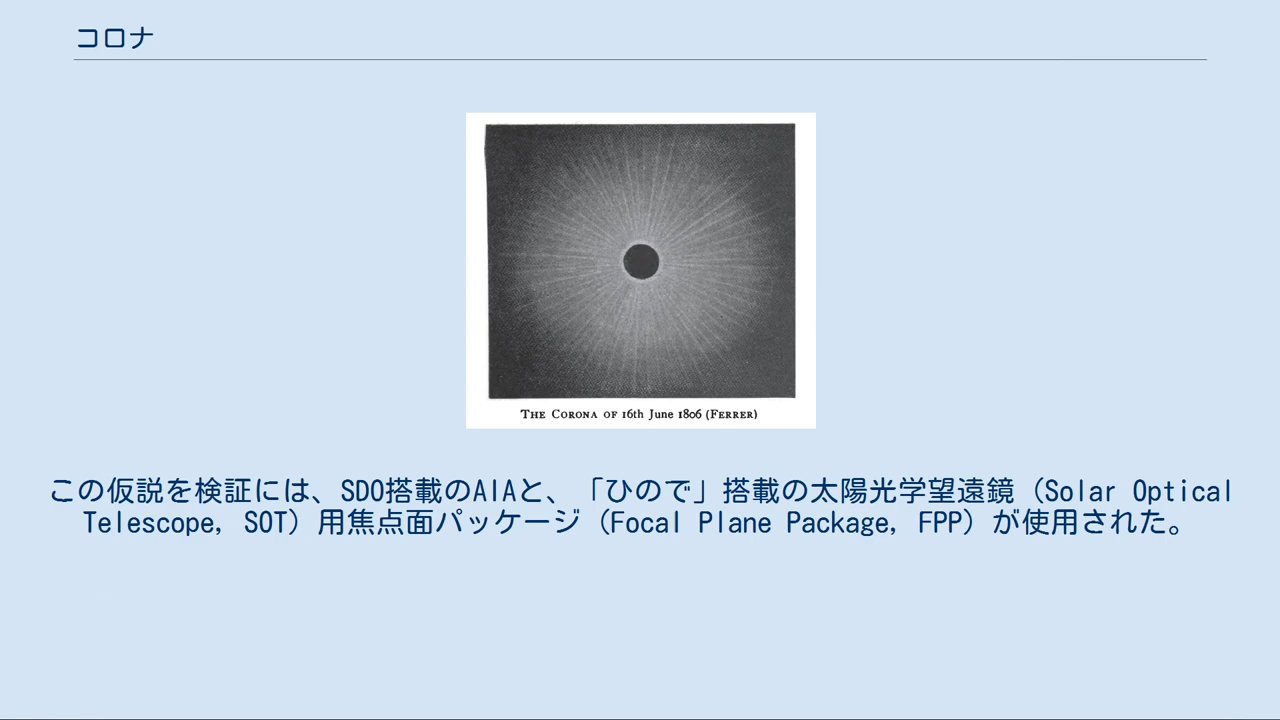 コロナ
THE CORONA OF 16th June 1806 (FERRER)
この仮説を検証には、SDO搭載のAIAと、「ひので」搭載の太陽光学望遠鏡（Solar Optical
Telescope, SOT）用焦点面パッケージ（Focal Plane Package, FPP）が使用された。